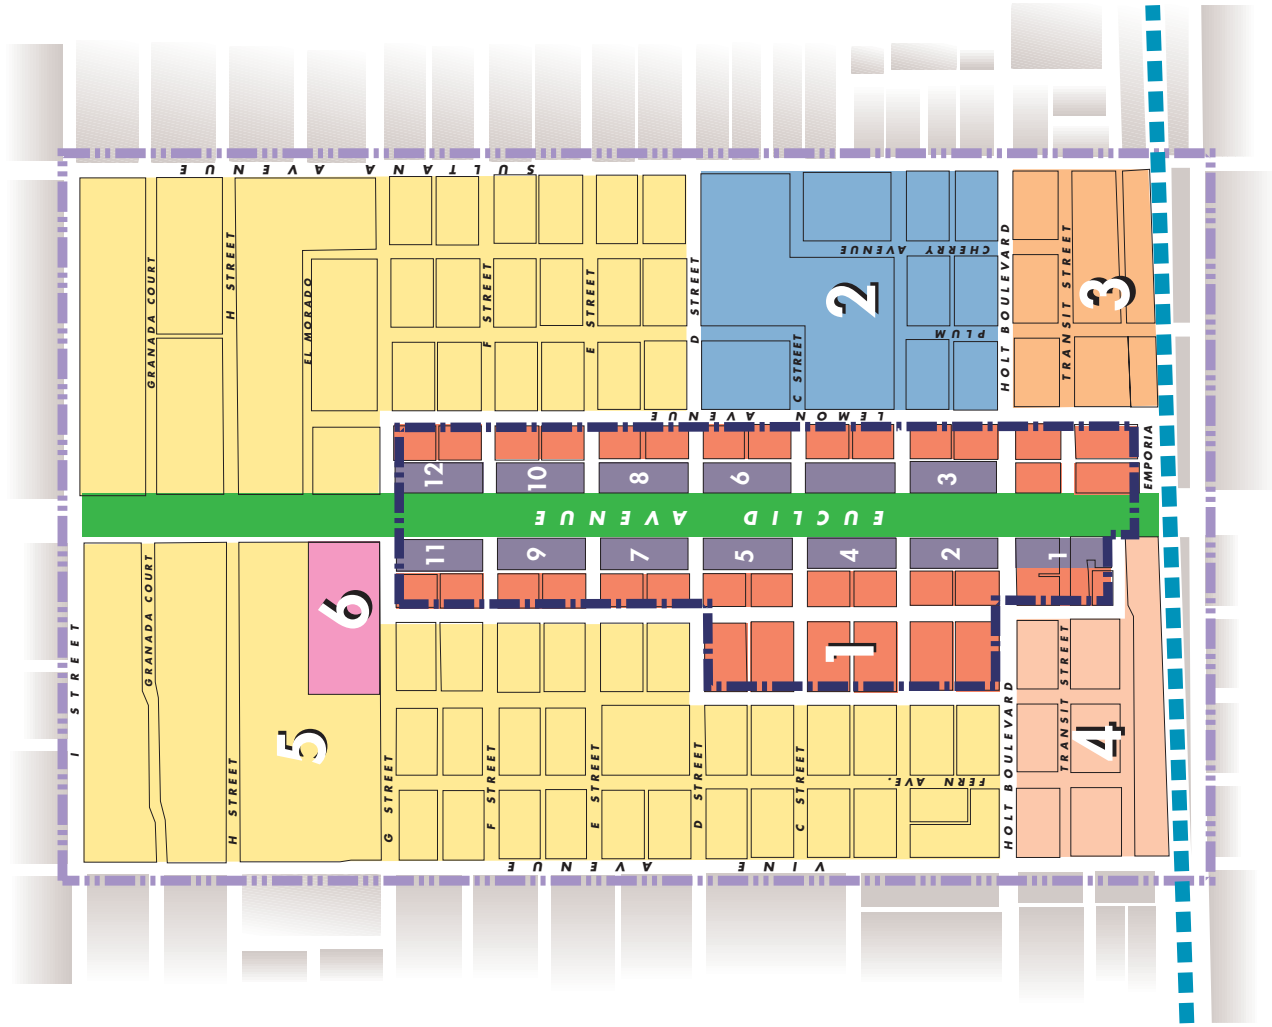 SULTANA AVENUE
GRANADA COURT
H STREET
EL MORADO
F STREET
E STREET
D STREET
CHERRY AVENUE
2
HOLT BOULEVARD
TRANSIT STREET
3
PLUM
C STREET
LEMON AVENUE
EMPORIA
12
10
8
6
3
EUCLID AVENUE
11
9
7
5
4
2
1
I STREET
GRANADA COURT
6
1
HOLT BOULEVARD
TRANSIT STREET
4
5
H STREET
G STREET
F STREET
E STREET
D STREET
C STREET
FERN AVE.
VINE AVENUE